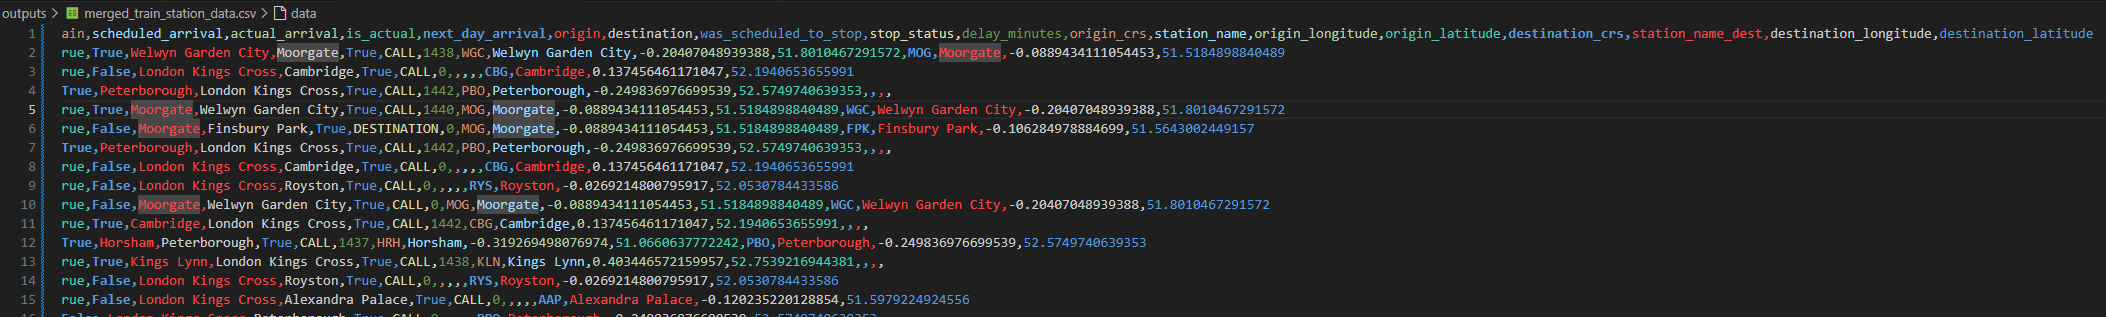 outputs > merged_train_station_data.csv > data
1 ain,scheduled_arrival,actual_arrival,is_actual,next_day_arrival,origin,destination,was_scheduled_to_stop,stop_status,delay_minutes,origin_crs,station_name,origin_longitude,origin_latitude,destination_crs,station_name_dest,destination_longitude,destination_latitude
2 rue,True,Welwyn Garden City,Moorgate,True,CALL,1438,WGC,Welwyn Garden City,-0.20407048939388,51.8010467291572,MOG,Moorgate,-0.0889434111054453,51.5184898840489
3 rue,False,London Kings Cross,Cambridge,True,CALL,0,,,,,CBG,Cambridge,0.137456461171047,52.1940653655991
4 True,Peterborough,London Kings Cross,True,CALL,1442,PBO,Peterborough,-0.249836976699539,52.5749740639353,,,,
5 rue,True,Moorgate,Welwyn Garden City,True,CALL,1440,MOG,Moorgate,-0.0889434111054453,51.5184898840489,WGC,Welwyn Garden City,-0.20407048939388,51.8010467291572
6 rue,False,Moorgate,Finsbury Park,True,DESTINATION,0,MOG,Moorgate,-0.0889434111054453,51.5184898840489,FPK,Finsbury Park,-0.106284978884699,51.5643002449157
7 True,Peterborough,London Kings Cross,True,CALL,1442,PBO,Peterborough,-0.249836976699539,52.5749740639353,,,,
8 rue,False,London Kings Cross,Cambridge,True,CALL,0,,,,,CBG,Cambridge,0.137456461171047,52.1940653655991
9 rue,False,London Kings Cross,Royston,True,CALL,0,,,,,RYS,Royston,-0.0269214800795917,52.0530784433586
10 rue,False,Moorgate,Welwyn Garden City,True,CALL,0,MOG,Moorgate,-0.0889434111054453,51.5184898840489,WGC,Welwyn Garden City,-0.20407048939388,51.8010467291572
11 rue,True,Cambridge,London Kings Cross,True,CALL,1442,CBG,Cambridge,0.137456461171047,52.1940653655991,,,,
12 True,Horsham,Peterborough,True,CALL,1437,HRH,Horsham,-0.319269498076974,51.0660637772242,PBO,Peterborough,-0.249836976699539,52.5749740639353
13 rue,True,Kings Lynn,London Kings Cross,True,CALL,1438,KLN,Kings Lynn,0.403446572159957,52.7539216944381,,,,
14 rue,False,London Kings Cross,Royston,True,CALL,0,,,,,RYS,Royston,-0.0269214800795917,52.0530784433586
15 rue,False,London Kings Cross,Alexandra Palace,True,CALL,0,,,,,AAP,Alexandra Palace,-0.120235220128854,51.5979224924556